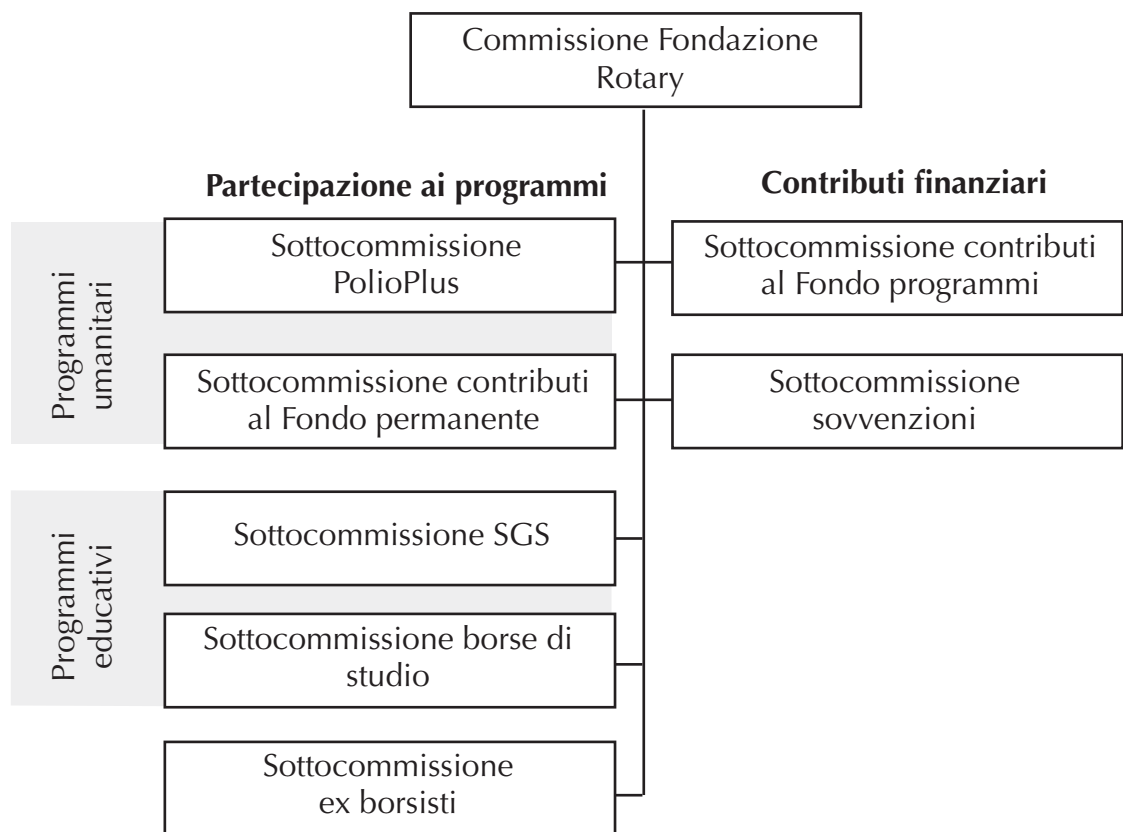 Commissione Fondazione
Rotary
Partecipazione ai programmi
Contributi finanziari
Programmi
umanitari
Sottocommissione
PolioPlus
Sottocommissione contributi
al Fondo programmi
Sottocommissione contributi
al Fondo permanente
Sottocommissione
sovvenzioni
Programmi
educativi
Sottocommissione SGS
Sottocommissione borse di
studio
Sottocommissione
ex borsisti